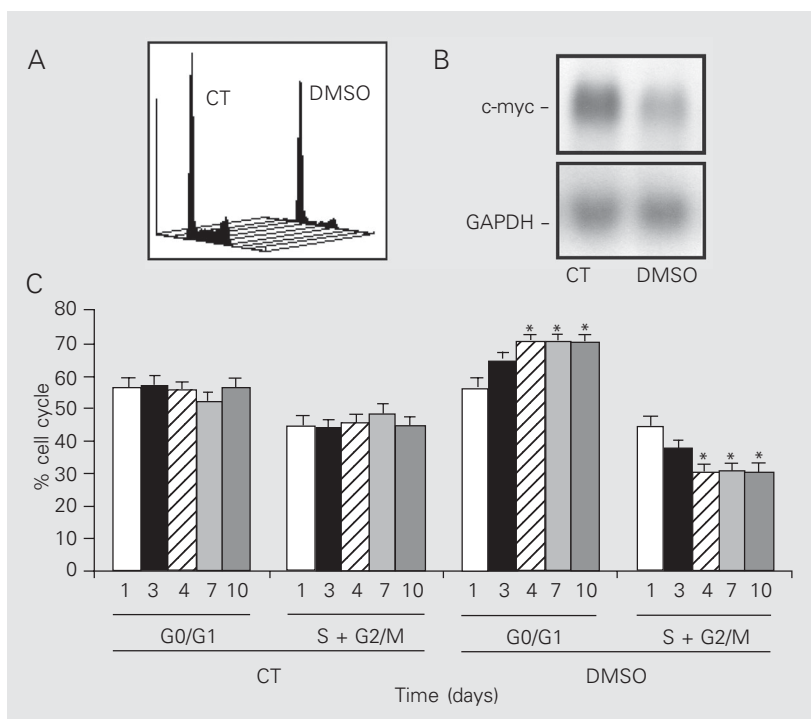 A
CT
DMSO
B
c-myc –
GAPDH –
CT DMSO
C
80
70
60
50
40
30
20
10
0
% cell cycle
* * *
* * *
1 3 4 7 10 1 3 4 7 10 1 3 4 7 10 1 3 4 7 10
G0/G1 S + G2/M G0/G1 S + G2/M
CT DMSO
Time (days)